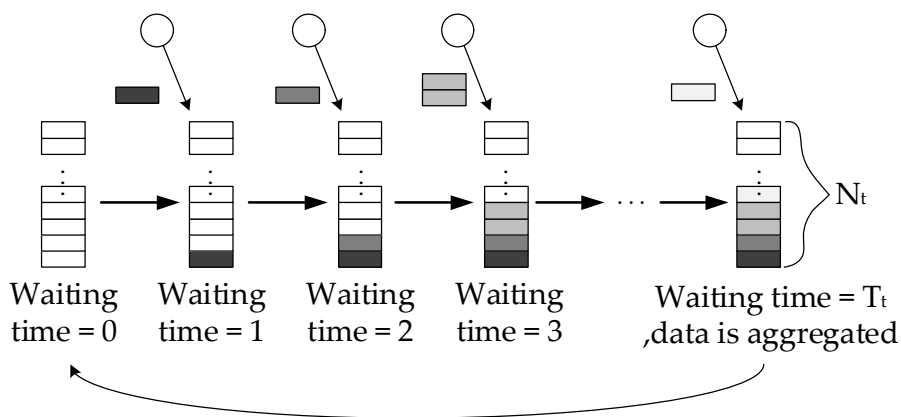 Nt
Waiting
time = 0
Waiting
time = 1
Waiting
time = 2
Waiting
time = 3
Waiting time = Tt
,data is aggregated